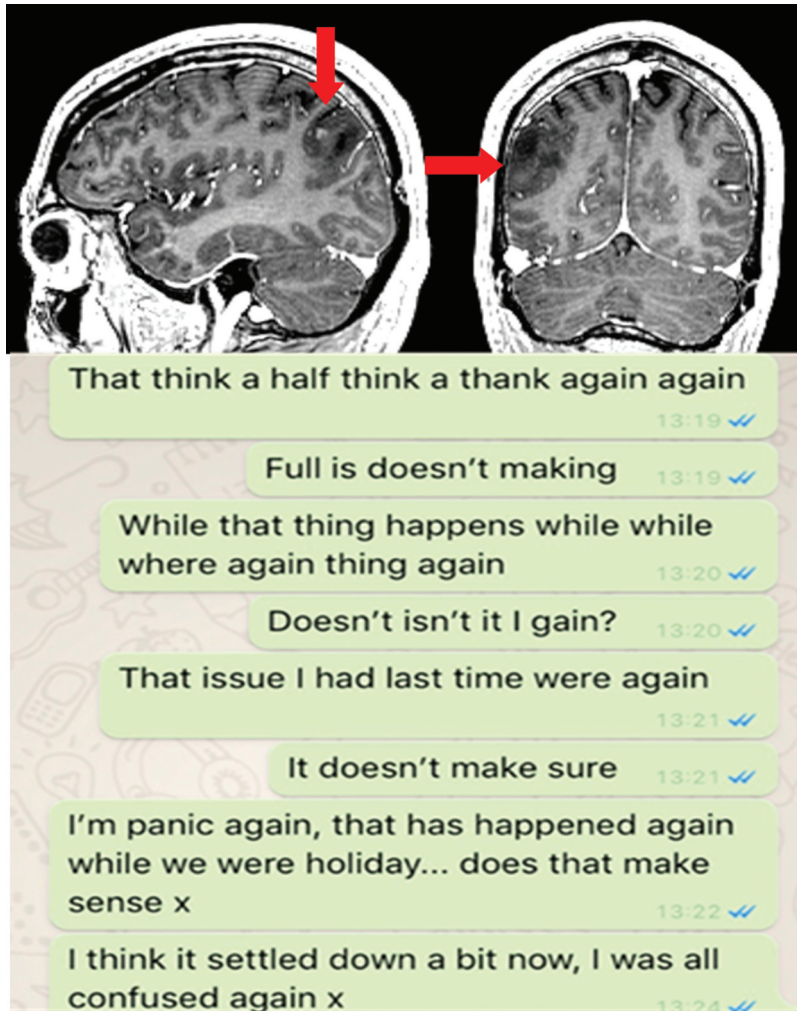 That think a half think a thank again again
13:19
Full is doesn't making 13:19
While that thing happens while while
where again thing again 13:20
Doesn't isn't it I gain? 13:20
That issue I had last time were again
13:21
It doesn't make sure 13:21
I'm panic again, that has happened again
while we were holiday... does that make
sense x 13:22
I think it settled down a bit now, I was all
confused again x 13:24